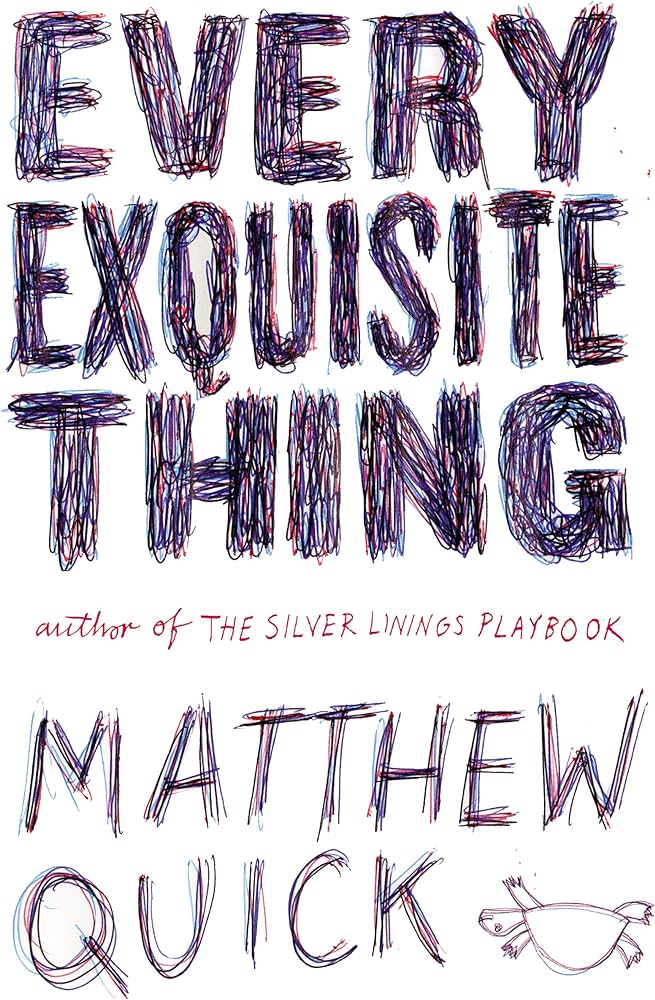 EVERY
EXQUISITE
THING
author of THE SILVER LININGS PLAYBOOK
MATTHEW
QUICK